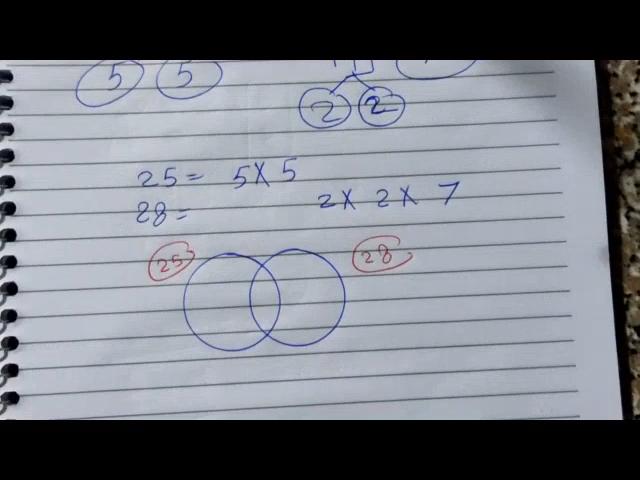 5 5
2 2
25 = 5 X 5
28 = 2 X 2 X 7
25 28